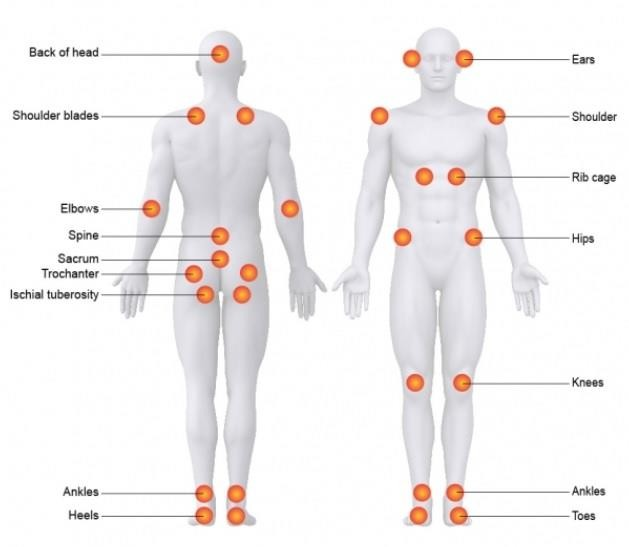 Back of head
Shoulder blades
Elbows
Spine
Sacrum
Trochanter
Ischial tuberosity
Ankles
Heels
Ears
Shoulder
Rib cage
Hips
Knees
Ankles
Toes